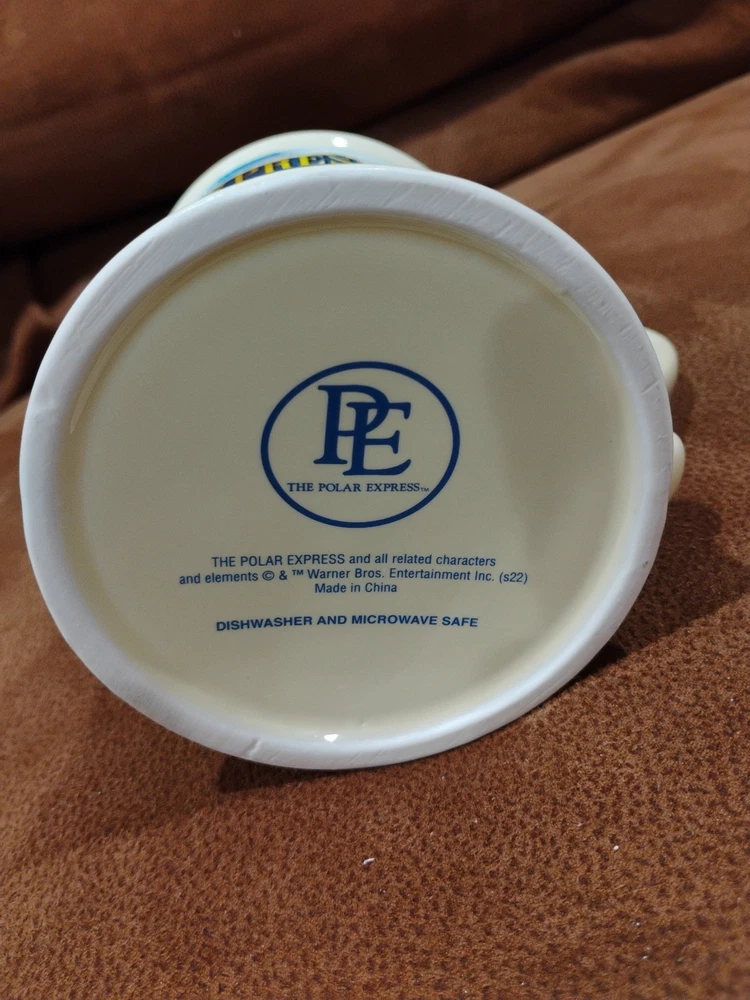 PE
THE POLAR EXPRESS™
THE POLAR EXPRESS and all related characters
and elements © & ™ Warner Bros. Entertainment Inc. (s22)
Made in China
DISHWASHER AND MICROWAVE SAFE